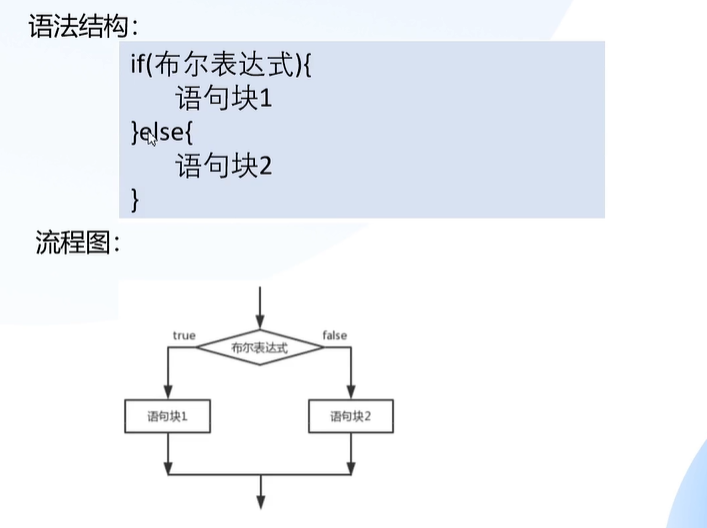 语法结构：
if(布尔表达式){
语句块1
}else{
语句块2
}
流程图：
true
false
布尔表达式
语句块1
语句块2